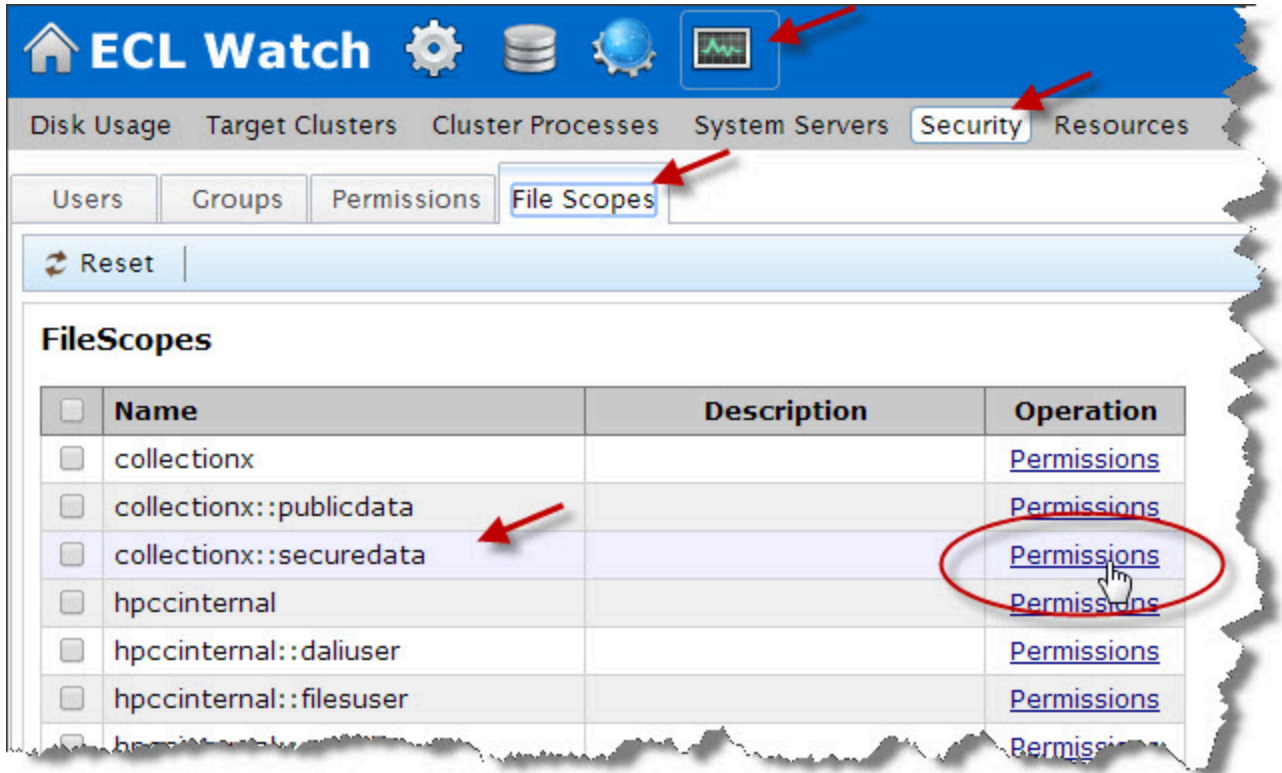 ECL Watch
Disk Usage Target Clusters Cluster Processes System Servers Security Resources
Users Groups Permissions File Scopes
Reset
FileScopes
Name Description Operation
collectionx Permissions
collectionx::publicdata Permissions
collectionx::securedata Permissions
hpccinternal Permissions
hpccinternal::daliuser Permissions
hpccinternal::filesuser Permissions
Permissions